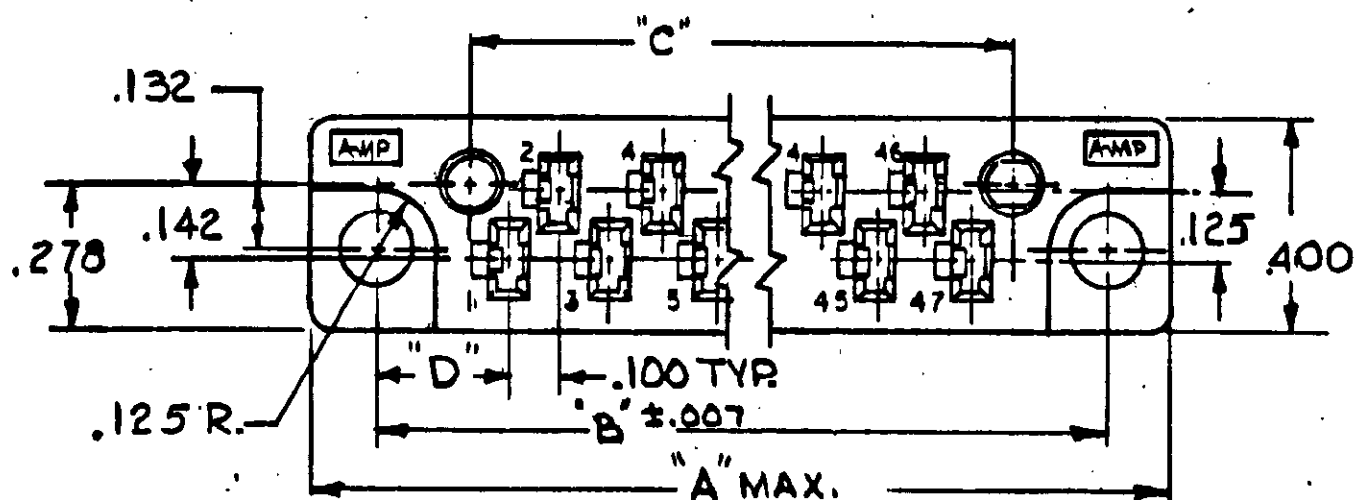 "C"
.132
AMP
AMP
2
4
4
46
.142
.125
.278
.400
1
3
5
45
47
"D"
.100 TYP.
.125 R.
"B" ±.007
"A" MAX.